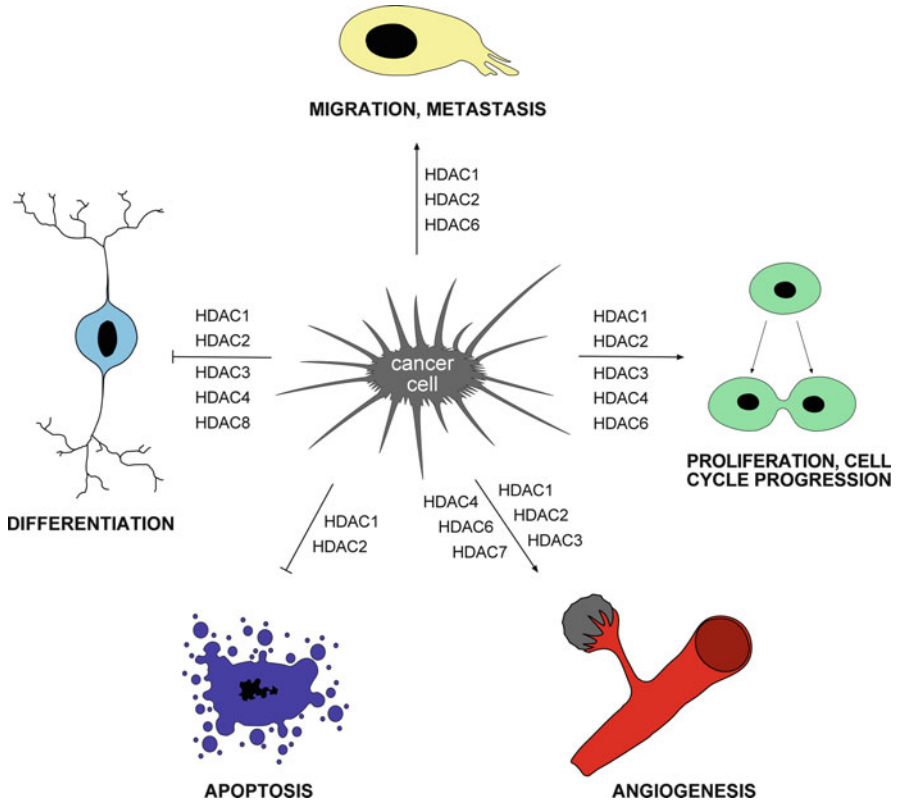 MIGRATION, METASTASIS
HDAC1
HDAC2
HDAC6
HDAC1
HDAC2
HDAC3
HDAC4
HDAC8
DIFFERENTIATION
cancer
cell
HDAC1
HDAC2
HDAC3
HDAC4
HDAC6
PROLIFERATION, CELL
CYCLE PROGRESSION
HDAC1
HDAC2
APOPTOSIS
HDAC4
HDAC6
HDAC7
HDAC1
HDAC2
HDAC3
ANGIOGENESIS